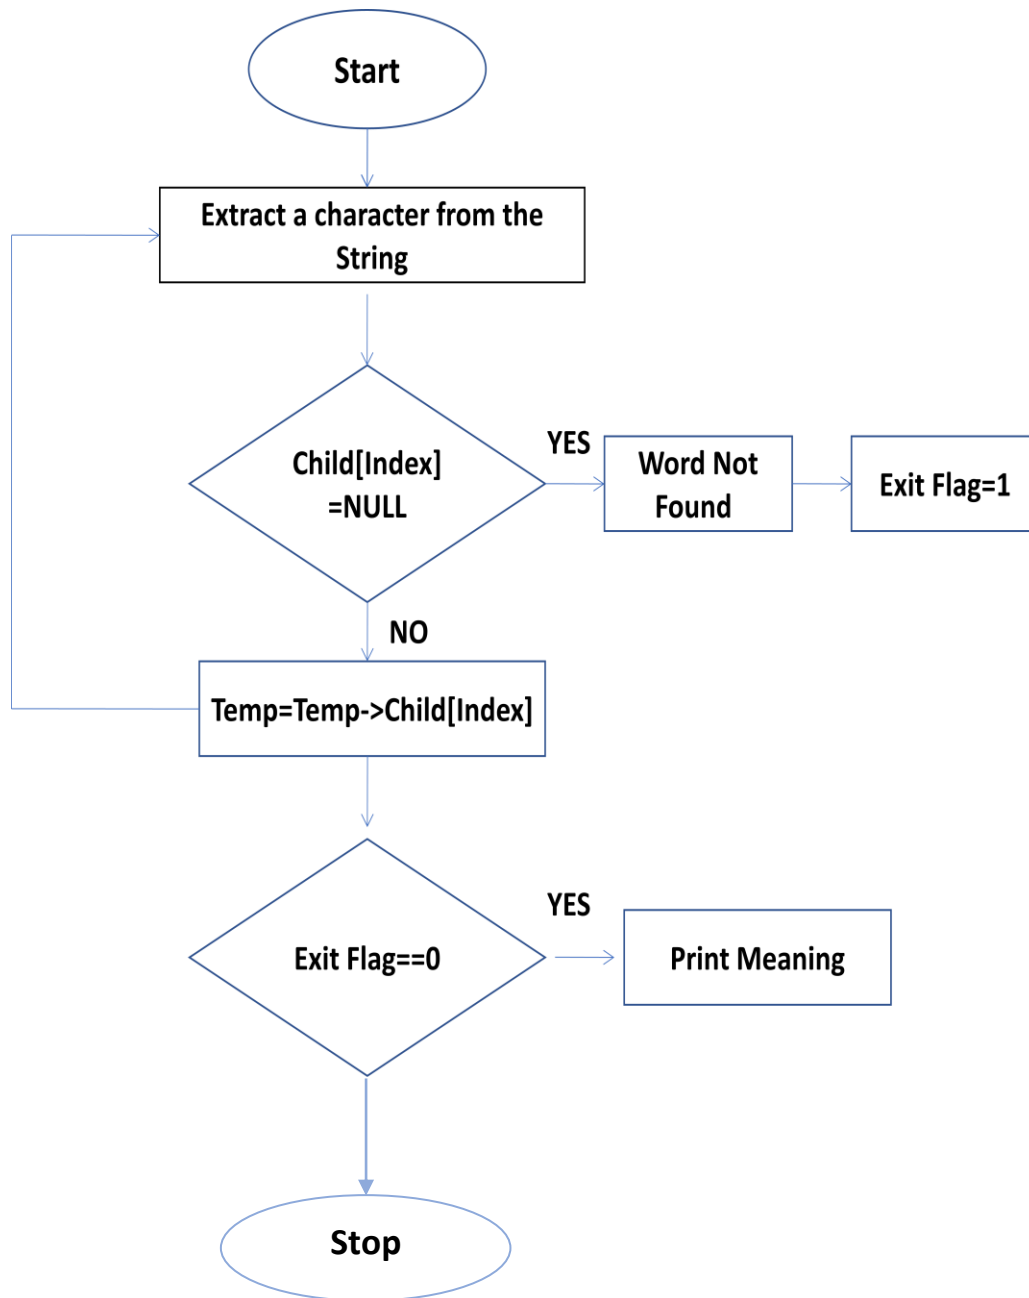 Start
Extract a character from the
String
Child[Index]
=NULL
YES
Word Not
Found
Exit Flag=1
NO
Temp=Temp->Child[Index]
Exit Flag==0
YES
Print Meaning
Stop